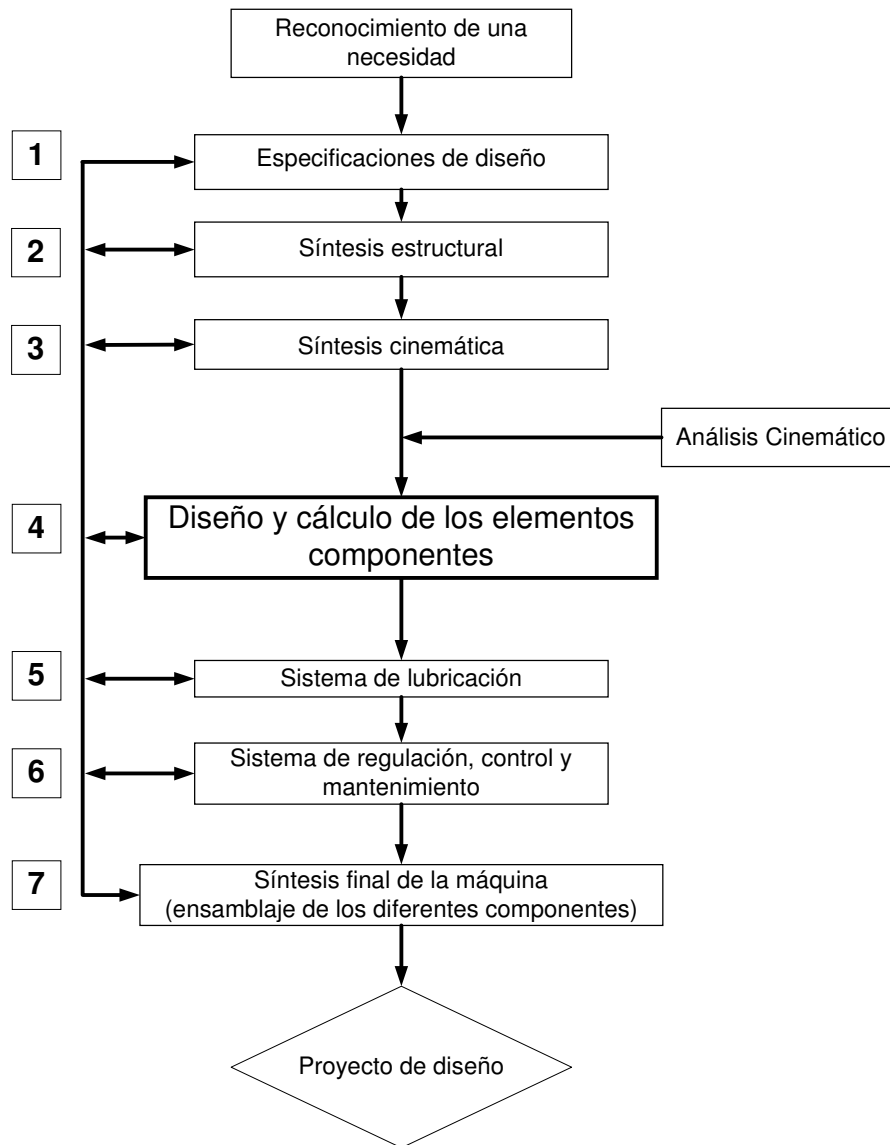 Reconocimiento de una
necesidad
1
Especificaciones de diseño
2
Síntesis estructural
3
Síntesis cinemática
Análisis Cinemático
4
Diseño y cálculo de los elementos
componentes
5
Sistema de lubricación
6
Sistema de regulación, control y
mantenimiento
7
Síntesis final de la máquina
(ensamblaje de los diferentes componentes)
Proyecto de diseño